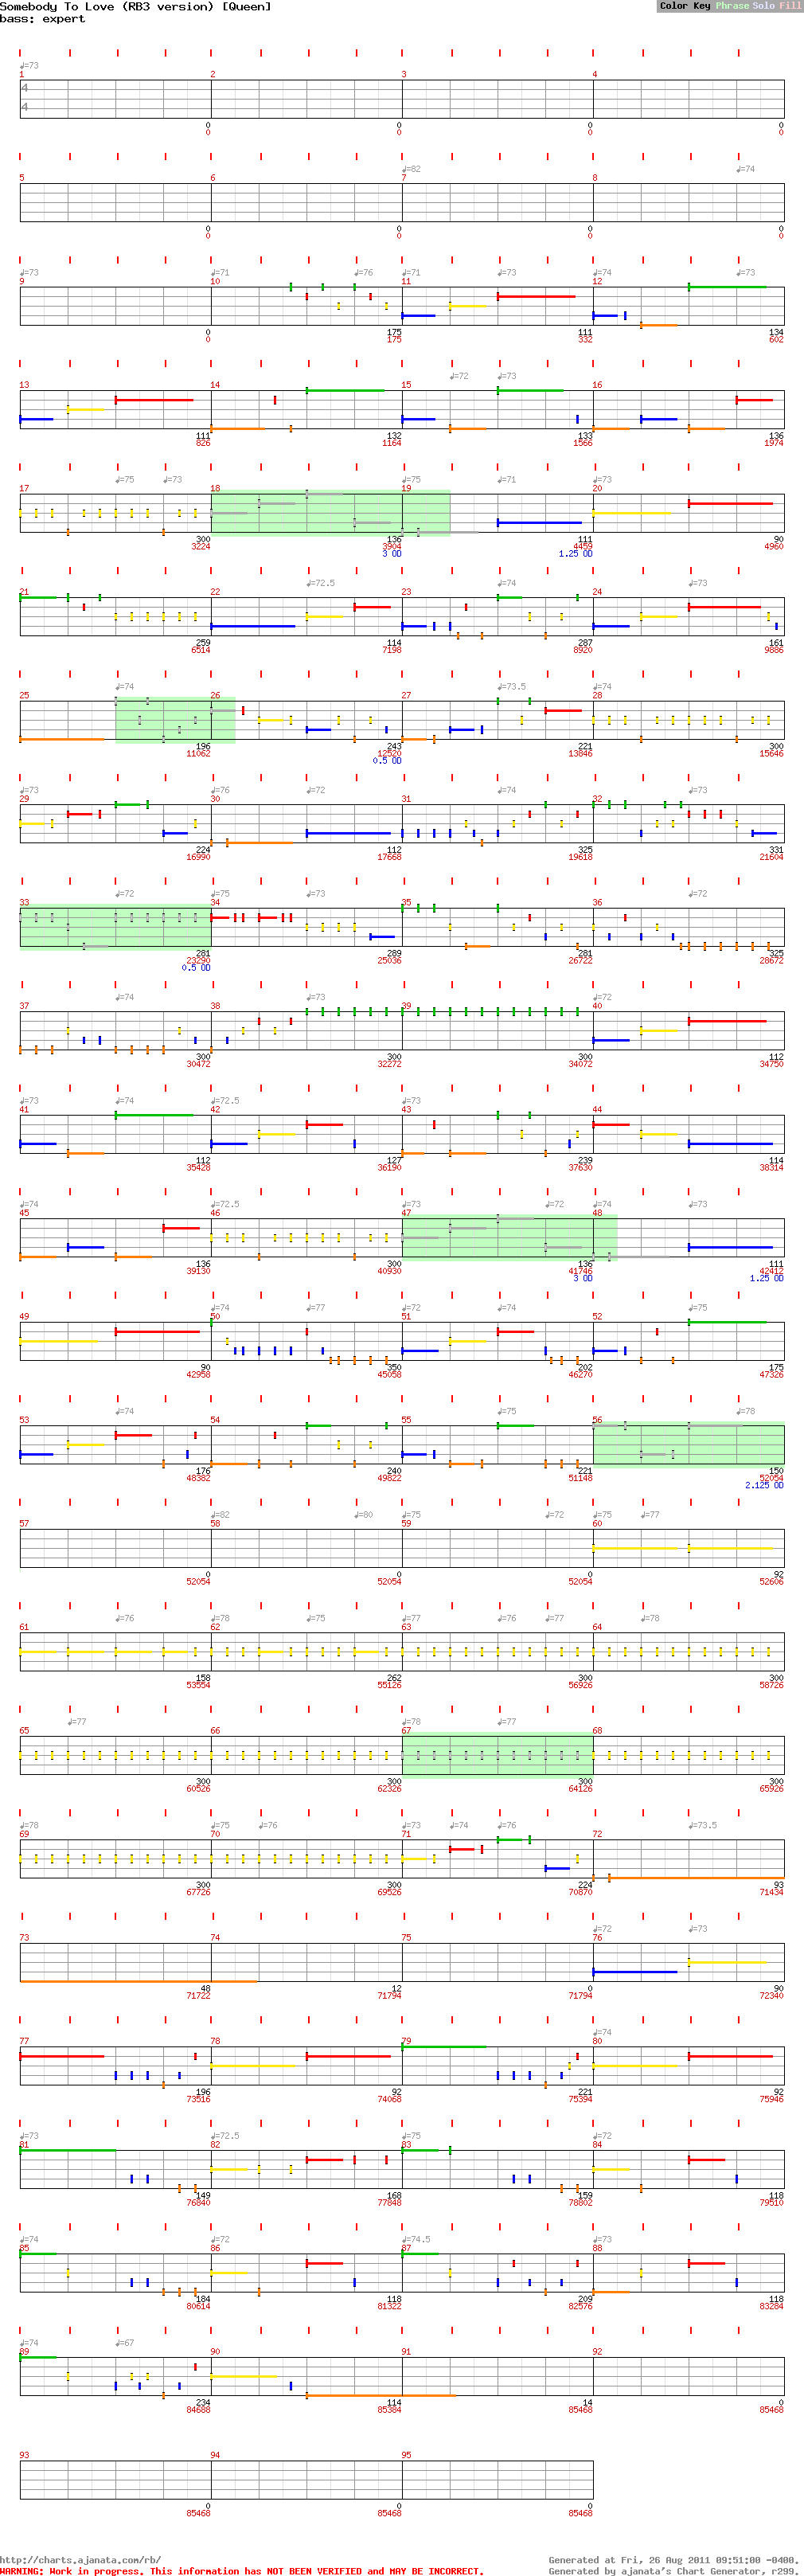 Somebody To Love (RB3 version) [Queen]
Color Key Phrase Solo Fill
bass: expert
♩=73
1 2 3 4
4
4
0 0 0 0
0 0 0 0
♩=82 ♩=74
5 6 7 8
0 0 0 0
0 0 0 0
♩=73 ♩=71 ♩=76 ♩=71 ♩=73 ♩=74 ♩=73
9 10 11 12
0 175 111 134
0 175 332 602
♩=72 ♩=73
13 14 15 16
111 132 133 136
826 1164 1566 1974
♩=75 ♩=73 ♩=75 ♩=71 ♩=73
17 18 19 20
300 136 111 90
3224 3904 4459 4960
3 OD 1.25 OD
♩=72.5 ♩=74 ♩=73
21 22 23 24
259 114 287 161
6514 7198 8920 9886
♩=74 ♩=73.5 ♩=74
25 26 27 28
196 243 221 300
11062 12520 13846 15646
0.5 OD
♩=73 ♩=76 ♩=72 ♩=74 ♩=73
29 30 31 32
224 112 325 331
16990 17668 19618 21604
♩=72 ♩=75 ♩=73 ♩=72
33 34 35 36
281 289 281 325
23290 25036 26722 28672
0.5 OD
♩=74 ♩=73 ♩=72
37 38 39 40
300 300 300 112
30472 32272 34072 34750
♩=73 ♩=74 ♩=72.5 ♩=73
41 42 43 44
112 127 239 114
35428 36190 37630 38314
♩=74 ♩=72.5 ♩=73 ♩=72 ♩=74 ♩=73
45 46 47 48
136 300 136 111
39130 40930 41746 42412
3 OD 1.25 OD
♩=74 ♩=77 ♩=72 ♩=74 ♩=75
49 50 51 52
90 350 202 175
42958 45058 46270 47326
♩=74 ♩=75 ♩=78
53 54 55 56
176 240 221 150
48382 49822 51148 52054
2.125 OD
♩=82 ♩=80 ♩=75 ♩=72 ♩=75 ♩=77
57 58 59 60
0 0 0 92
52054 52054 52054 52606
♩=76 ♩=78 ♩=75 ♩=77 ♩=76 ♩=77 ♩=78
61 62 63 64
158 262 300 300
53554 55126 56926 58726
♩=77 ♩=78 ♩=77
65 66 67 68
300 300 300 300
60526 62326 64126 65926
♩=78 ♩=75 ♩=76 ♩=73 ♩=74 ♩=76 ♩=73.5
69 70 71 72
300 300 224 93
67726 69526 70870 71434
♩=72 ♩=73
73 74 75 76
48 12 0 90
71722 71794 71794 72340
♩=74
77 78 79 80
196 92 221 92
73516 74068 75394 75946
♩=73 ♩=72.5 ♩=75 ♩=72
81 82 83 84
149 168 159 118
76840 77848 78802 79510
♩=74 ♩=72 ♩=74.5 ♩=73
85 86 87 88
184 118 209 118
80614 81322 82576 83284
♩=74 ♩=67
89 90 91 92
234 114 14 0
84688 85384 85468 85468
93 94 95
0 0 0
85468 85468 85468
http://charts.ajanata.com/rb/
Generated at Fri, 26 Aug 2011 09:51:00 -0400.
WARNING: Work in progress. This information has NOT BEEN VERIFIED and MAY BE INCORRECT.
Generated by ajanata's Chart Generator, r299.